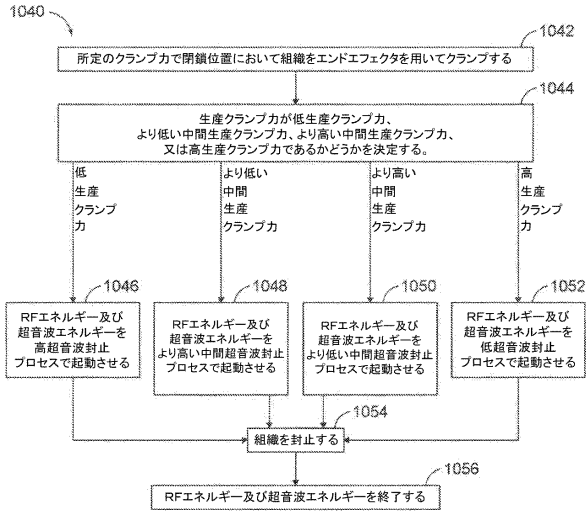 1040
1042
所定のクランプ力で閉鎖位置において組織をエンドエフェクタを用いてクランプする
1044
生産クランプ力が低生産クランプ力、
より低い中間生産クランプ力、より高い中間生産クランプ力、
又は高生産クランプ力であるかどうかを決定する。
低
生産
クランプ
力
より低い
中間
生産
クランプ力
より高い
中間
生産
クランプ力
高
生産
クランプ
力
1046
RFエネルギー及び
超音波エネルギーを
高超音波封止
プロセスで起動させる
1048
RFエネルギー及び
超音波エネルギーを
より高い中間超音波封止
プロセスで起動させる
1050
RFエネルギー及び
超音波エネルギーを
より低い中間超音波封止
プロセスで起動させる
1052
RFエネルギー及び
超音波エネルギーを
低超音波封止
プロセスで起動させる
1054
組織を封止する
1056
RFエネルギー及び超音波エネルギーを終了する